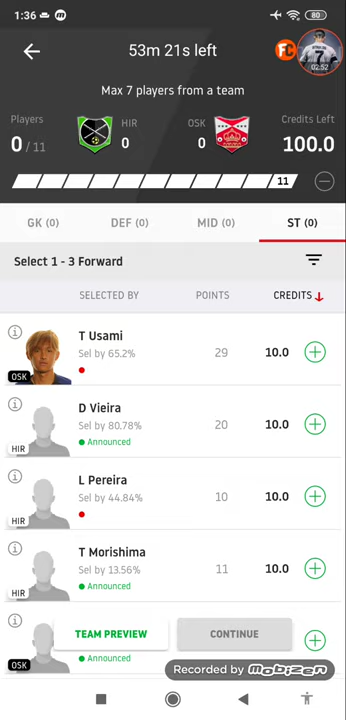 1:36
80
53m 21s left
FC
7
02:52
Max 7 players from a team
Players
HIR
OSK
Credits Left
0 / 11
0
0
100.0
11
GK (0)
DEF (0)
MID (0)
ST (0)
Select 1 - 3 Forward
SELECTED BY
POINTS
CREDITS
T Usami
Sel by 65.2%
29
10.0
OSK
D Vieira
Sel by 80.78%
20
10.0
Announced
HIR
L Pereira
Sel by 44.84%
10
10.0
HIR
T Morishima
Sel by 13.56%
11
10.0
Announced
HIR
TEAM PREVIEW
CONTINUE
Announced
OSK
Recorded by mobizen